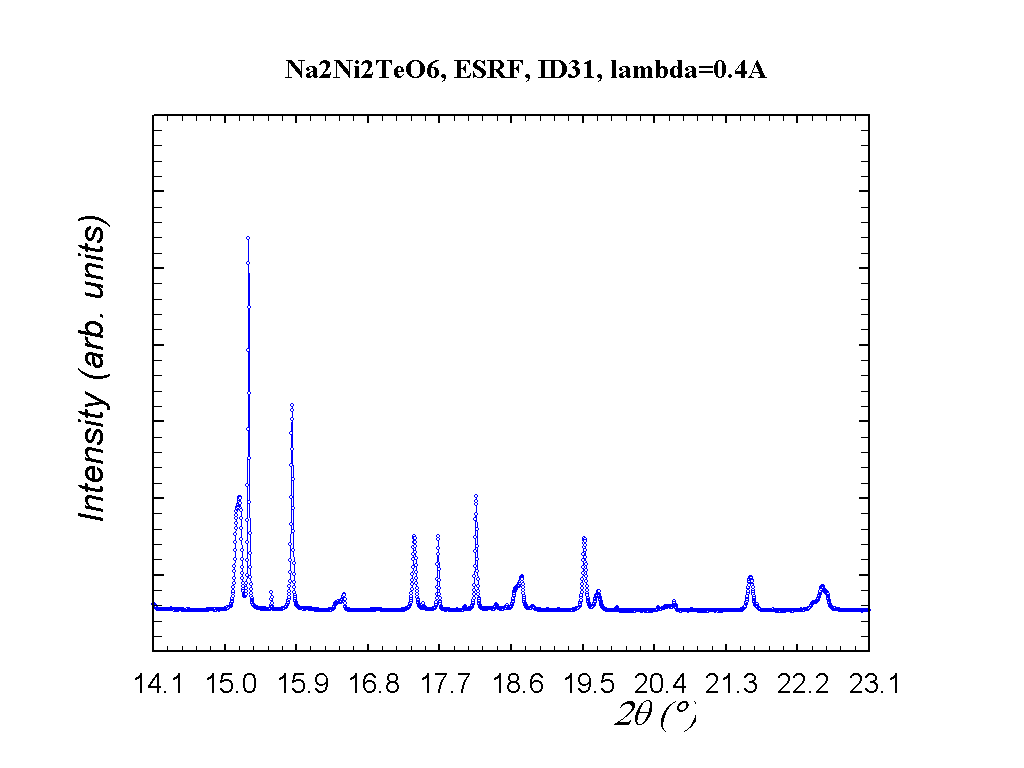 Na2Ni2TeO6, ESRF, ID31, lambda=0.4A
Intensity (arb. units)
14.1 15.0 15.9 16.8 17.7 18.6 19.5 20.4 21.3 22.2 23.1
2θ (°)